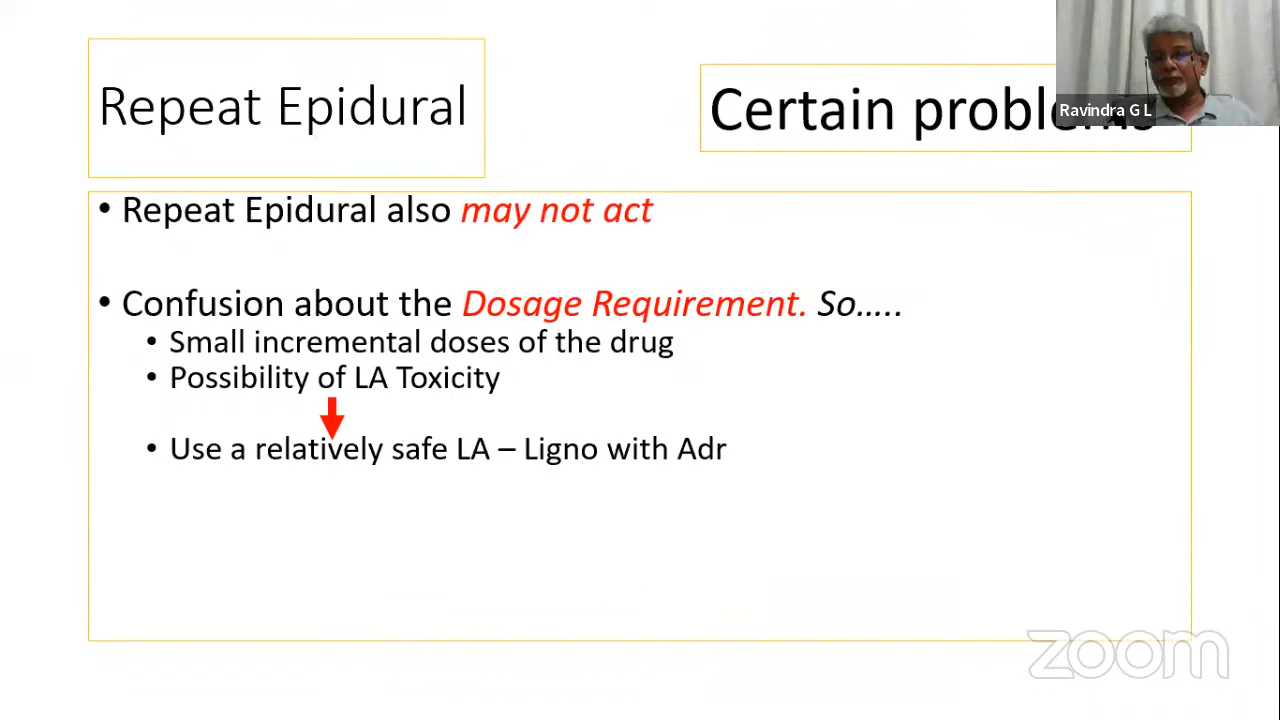 Repeat Epidural
Certain problems
Ravindra G L
• Repeat Epidural also may not act
• Confusion about the Dosage Requirement. So…..
• Small incremental doses of the drug
• Possibility of LA Toxicity
• Use a relatively safe LA – Ligno with Adr
zoom